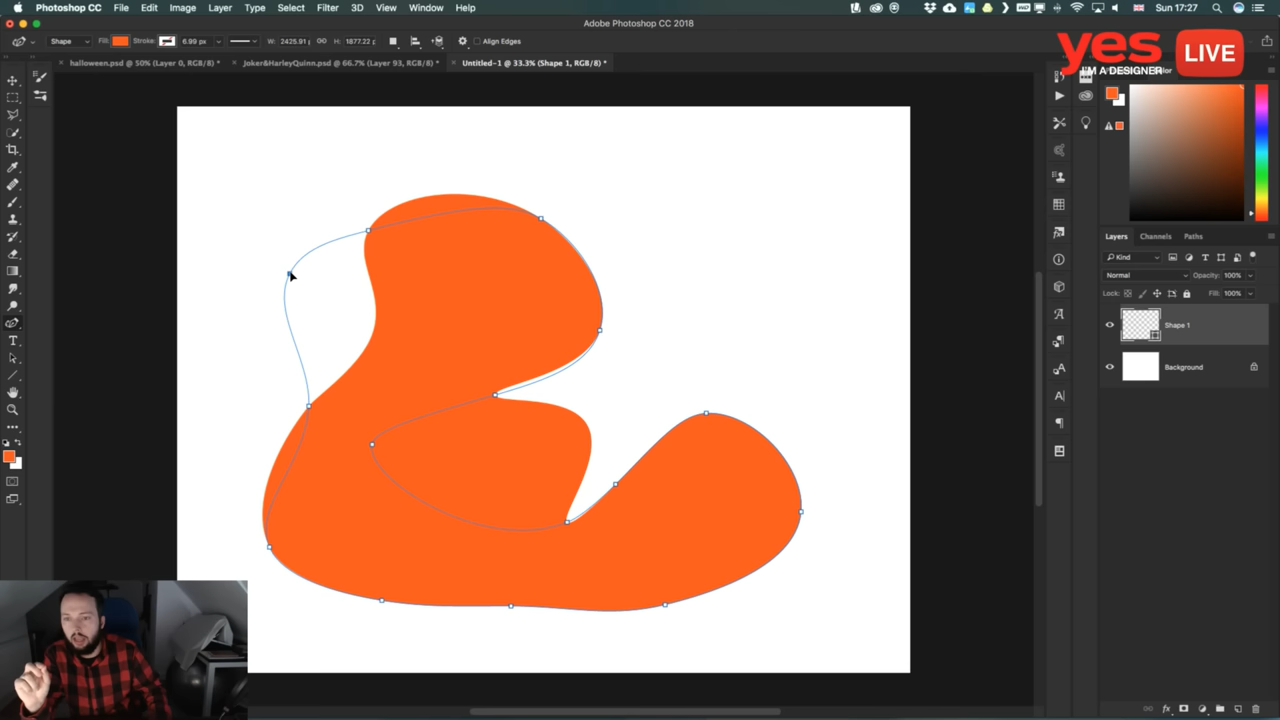 Photoshop CC File Edit Image Layer Type Select Filter 3D View Window Help Sun 17:27
Adobe Photoshop CC 2018
Shape Fill: Stroke: 6.99 px W: 2425.91 H: 1877.22 Align Edges
halloween.psd @ 50% (Layer 0, RGB/8) * Joker&HarleyQuinn.psd @ 66.7% (Layer 93, RGB/8) * Untitled-1 @ 33.3% (Shape 1, RGB/8) *
yes LIVE
I'M A DESIGNER
Layers Channels Paths
Kind
Normal Opacity: 100%
Lock: Fill: 100%
Shape 1
Background